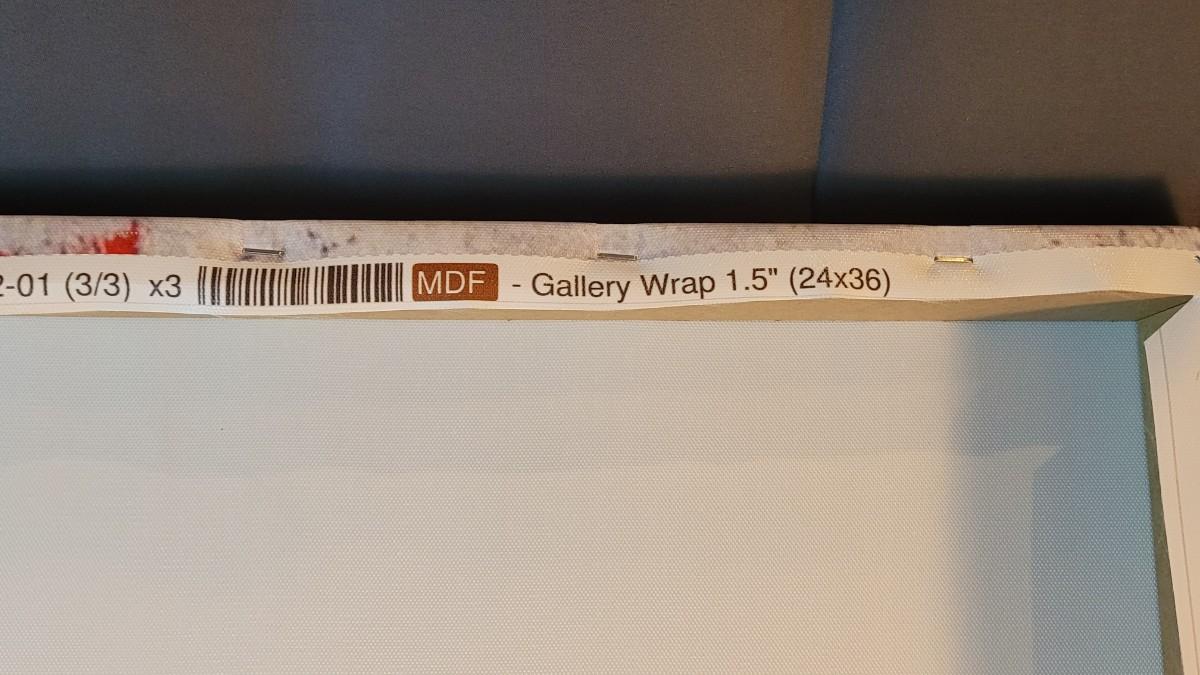 2-01 (3/3) x3 MDF - Gallery Wrap 1.5" (24x36)